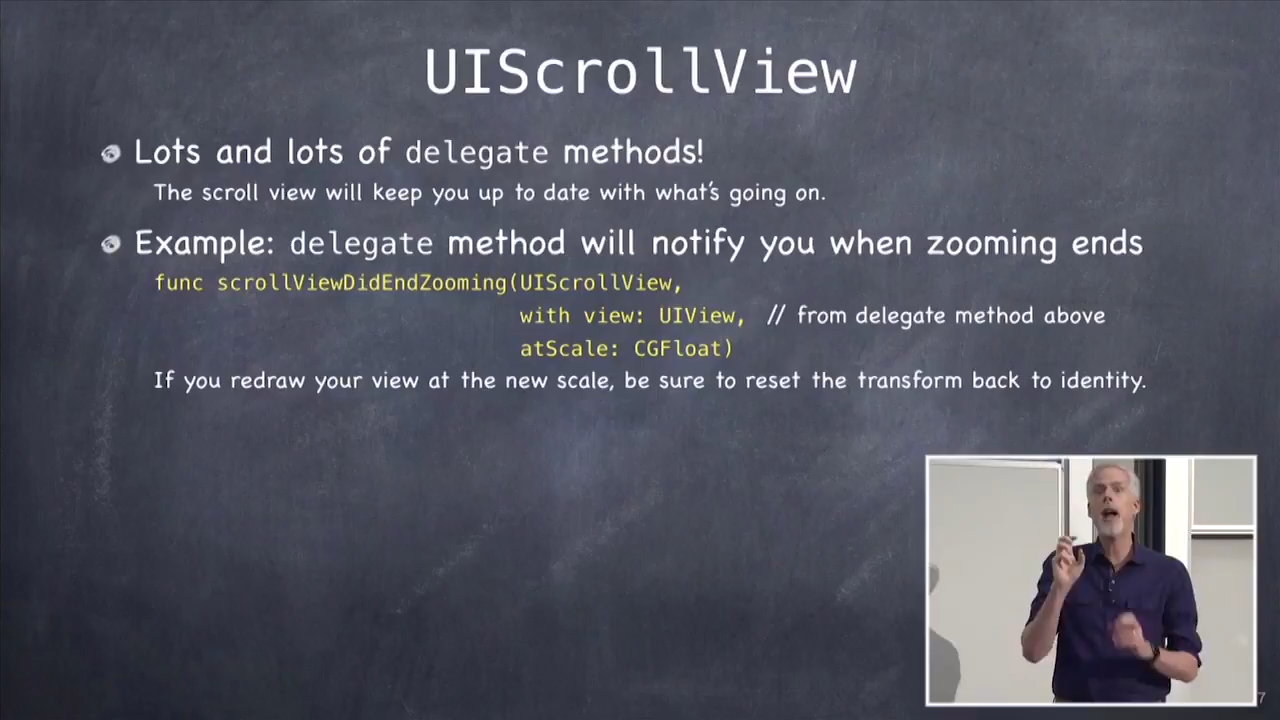 UIScrollView
Lots and lots of delegate methods!
The scroll view will keep you up to date with what's going on.
Example: delegate method will notify you when zooming ends
func scrollViewDidEndZooming(UIScrollView,
with view: UIView, // from delegate method above
atScale: CGFloat)
If you redraw your view at the new scale, be sure to reset the transform back to identity.